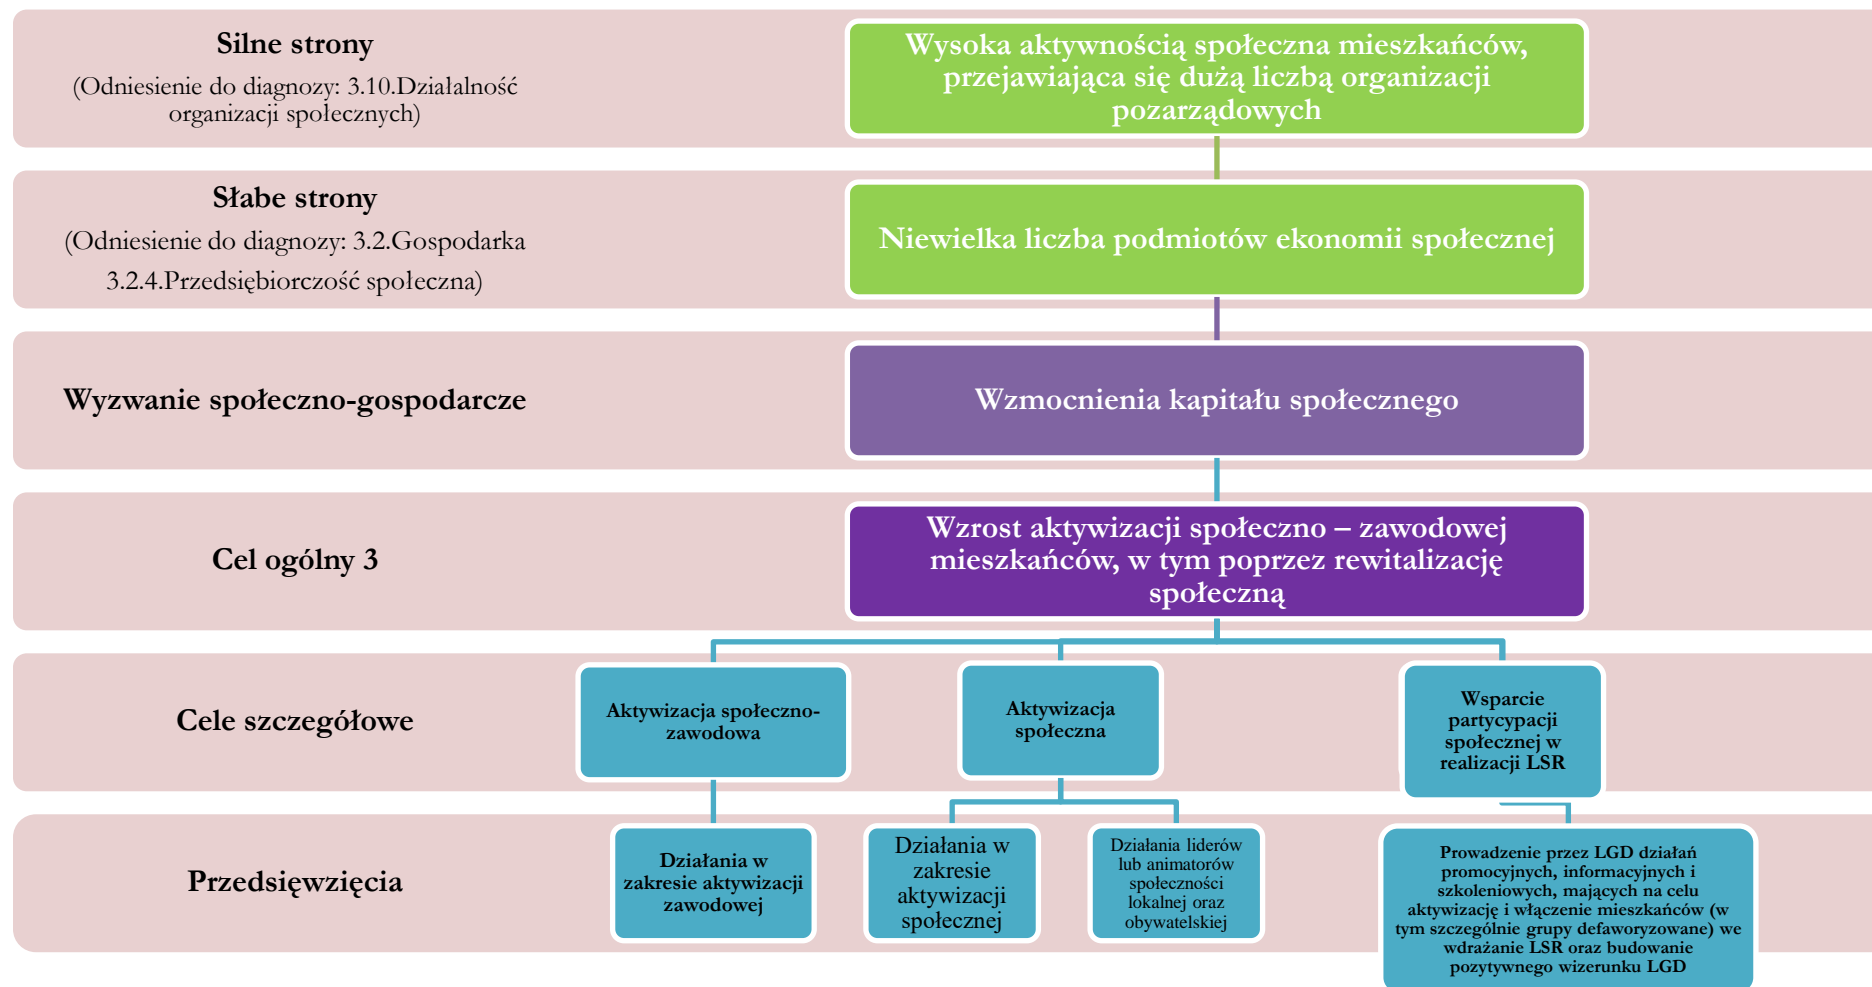 Silne strony
(Odniesienie do diagnozy: 3.10.Działalność
organizacji społecznych)
Wysoka aktywnością społeczna mieszkańców,
przejawiająca się dużą liczbą organizacji
pozarządowych
Słabe strony
(Odniesienie do diagnozy: 3.2.Gospodarka
3.2.4.Przedsiębiorczość społeczna)
Niewielka liczba podmiotów ekonomii społecznej
Wyzwanie społeczno-gospodarcze
Wzmocnienia kapitału społecznego
Cel ogólny 3
Wzrost aktywizacji społeczno – zawodowej
mieszkańców, w tym poprzez rewitalizację
społeczną
Cele szczegółowe
Aktywizacja społeczno-
zawodowa
Aktywizacja
społeczna
Wsparcie
partycypacji
społecznej w
realizacji LSR
Przedsięwzięcia
Działania w
zakresie aktywizacji
zawodowej
Działania w
zakresie
aktywizacji
społecznej
Działania liderów
lub animatorów
społeczności
lokalnej oraz
obywatelskiej
Prowadzenie przez LGD działań
promocyjnych, informacyjnych i
szkoleniowych, mających na celu
aktywizację i włączenie mieszkańców (w
tym szczególnie grupy defaworyzowane) we
wdrażanie LSR oraz budowanie
pozytywnego wizerunku LGD